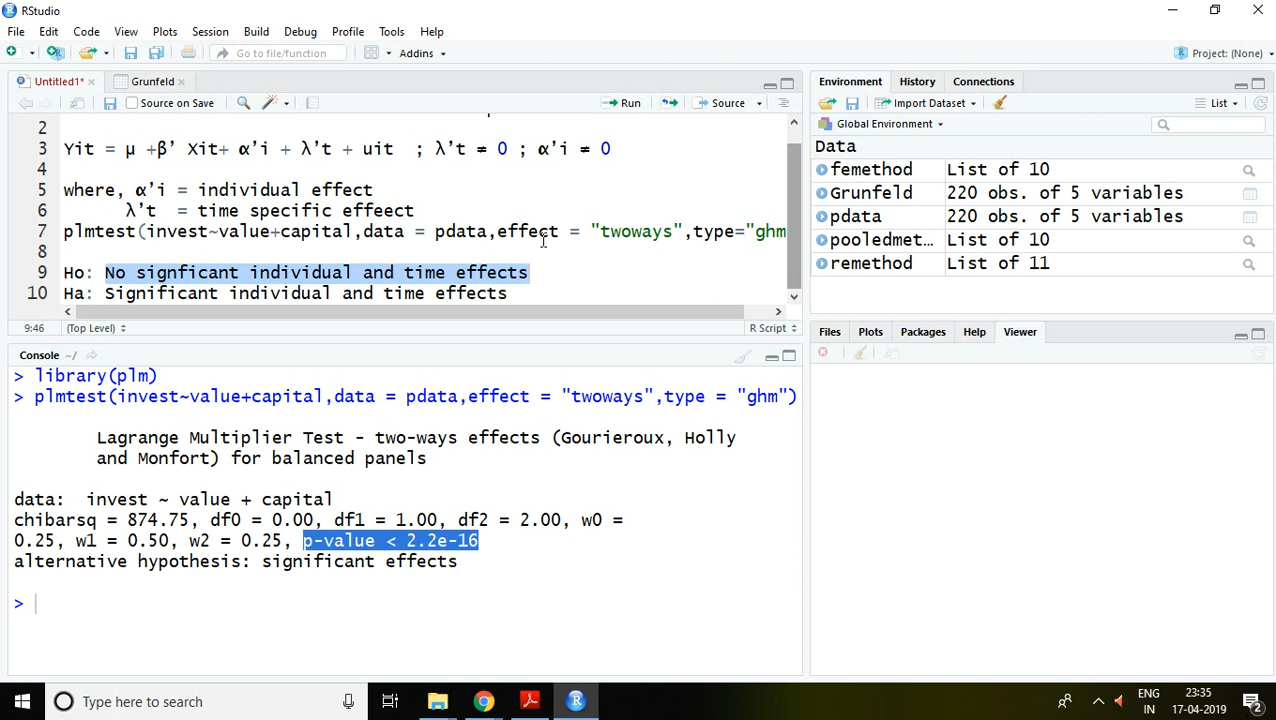 RStudio
File Edit Code View Plots Session Build Debug Profile Tools Help
Go to file/function Addins Project: (None)
Untitled1* Grunfeld
Source on Save Run Source
2
3 Yit = μ +β’ Xit+ α’i + λ’t + uit ; λ’t ≠ 0 ; α’i ≠ 0
4
5 where, α’i = individual effect
6 λ’t = time specific effeect
7 plmtest(invest~value+capital,data = pdata,effect = "twoways",type="ghm
8
9 Ho: No signficant individual and time effects
10 Ha: Significant individual and time effects
9:46 (Top Level) R Script
Console ~/
> library(plm)
> plmtest(invest~value+capital,data = pdata,effect = "twoways",type = "ghm")
Lagrange Multiplier Test - two-ways effects (Gourieroux, Holly
and Monfort) for balanced panels
data: invest ~ value + capital
chibarsq = 874.75, df0 = 0.00, df1 = 1.00, df2 = 2.00, w0 =
0.25, w1 = 0.50, w2 = 0.25, p-value < 2.2e-16
alternative hypothesis: significant effects
>
Environment History Connections
Import Dataset List
Global Environment
Data
femethod List of 10
Grunfeld 220 obs. of 5 variables
pdata 220 obs. of 5 variables
pooledmet… List of 10
remethod List of 11
Files Plots Packages Help Viewer
Type here to search
ENG
IN
23:35
17-04-2019
2